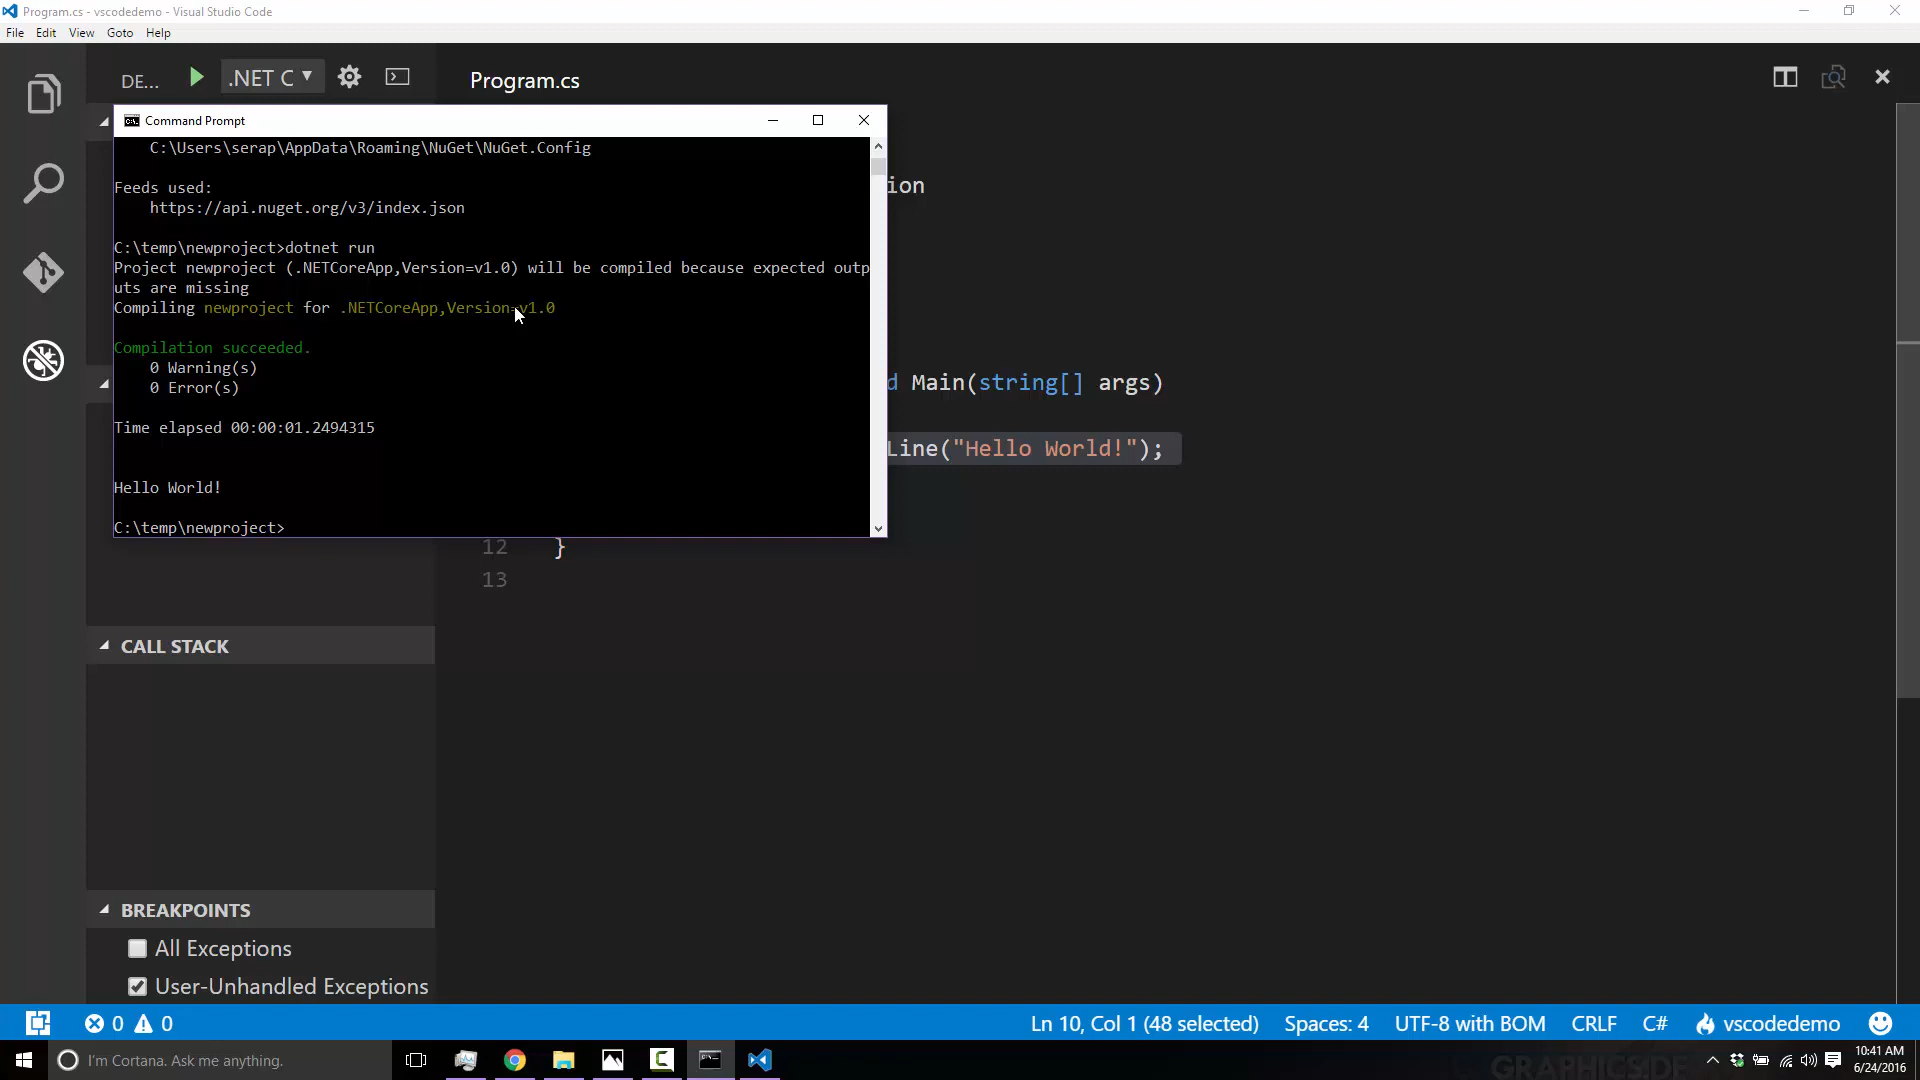 Program.cs - vscodedemo - Visual Studio Code
File Edit View Goto Help
DE... .NET C Program.cs
Command Prompt
C:\Users\serap\AppData\Roaming\NuGet\NuGet.Config
ion
Feeds used:
https://api.nuget.org/v3/index.json
C:\temp\newproject>dotnet run
Project newproject (.NETCoreApp,Version=v1.0) will be compiled because expected outp
uts are missing
Compiling newproject for .NETCoreApp,Version=v1.0
Compilation succeeded.
0 Warning(s)
0 Error(s)
d Main(string[] args)
Time elapsed 00:00:01.2494315
Line("Hello World!");
Hello World!
C:\temp\newproject>
12 }
13
CALL STACK
BREAKPOINTS
All Exceptions
User-Unhandled Exceptions
0 0 Ln 10, Col 1 (48 selected) Spaces: 4 UTF-8 with BOM CRLF C# vscodedemo
I'm Cortana. Ask me anything.
GRAPHICS.DE
10:41 AM
6/24/2016